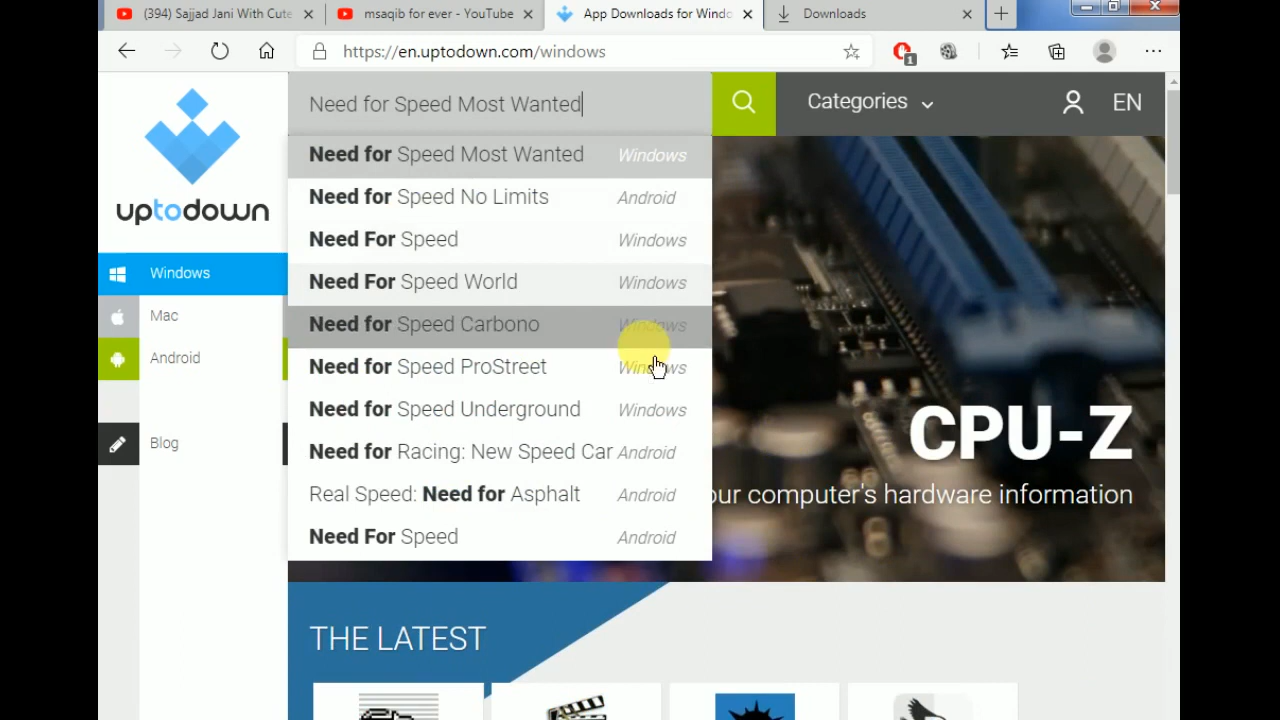 (394) Sajjad Jani With Cute
msaqib for ever - YouTube
App Downloads for Windo
Downloads
https://en.uptodown.com/windows
1
Need for Speed Most Wanted
Categories
EN
uptodown
Need for Speed Most Wanted Windows
Need for Speed No Limits Android
Need For Speed Windows
Need For Speed World Windows
Need for Speed Carbono Windows
Need for Speed ProStreet Windows
Need for Speed Underground Windows
Need for Racing: New Speed Car Android
Real Speed: Need for Asphalt Android
Need For Speed Android
Windows
Mac
Android
Blog
CPU-Z
our computer's hardware information
THE LATEST